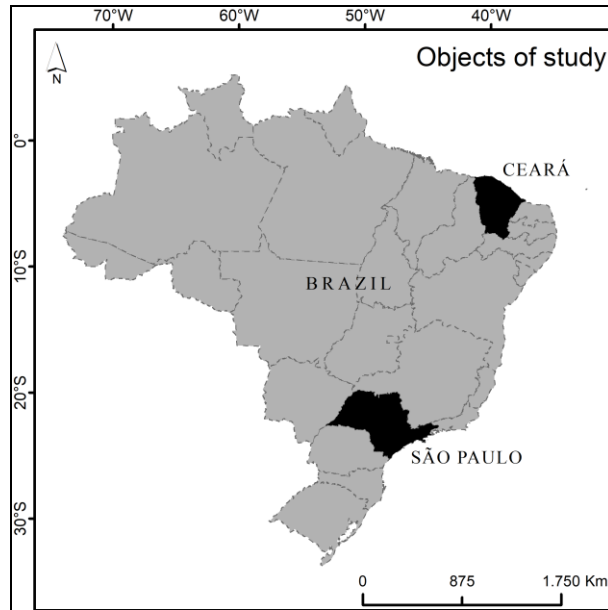 70°W 60°W 50°W 40°W
N
Objects of study
0°
CEARÁ
10°S
BRAZIL
20°S
SÃO PAULO
30°S
0 875 1.750 Km